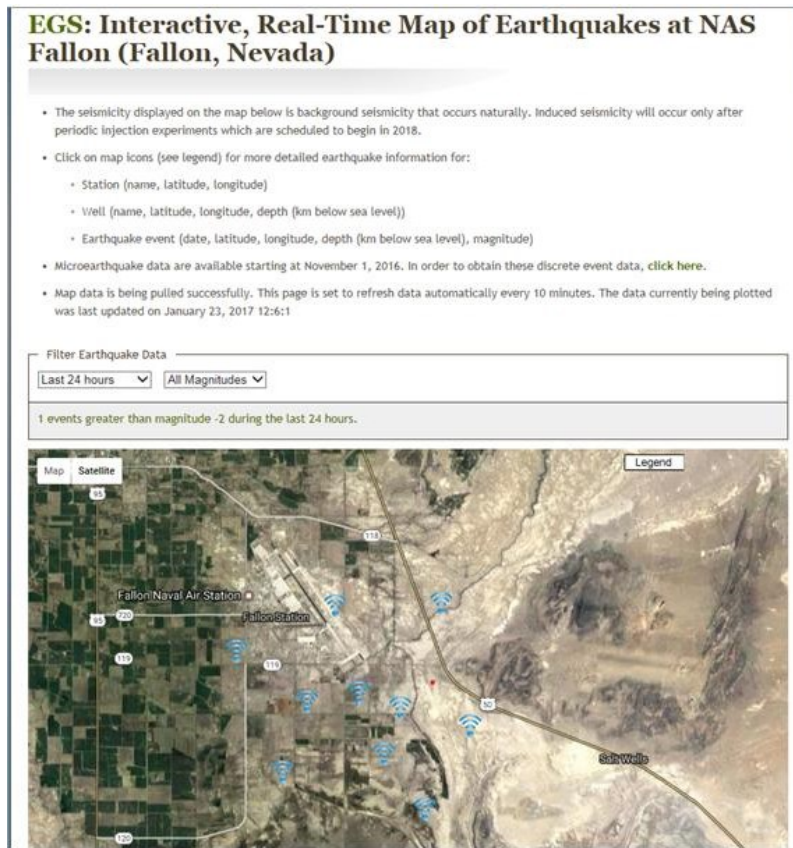 EGS: Interactive, Real-Time Map of Earthquakes at NAS
Fallon (Fallon, Nevada)
• The seismicity displayed on the map below is background seismicity that occurs naturally. Induced seismicity will occur only after
periodic injection experiments which are scheduled to begin in 2018.
• Click on map icons (see legend) for more detailed earthquake information for:
• Station (name, latitude, longitude)
• Well (name, latitude, longitude, depth (km below sea level))
• Earthquake event (date, latitude, longitude, depth (km below sea level), magnitude)
• Microearthquake data are available starting at November 1, 2016. In order to obtain these discrete event data, click here.
• Map data is being pulled successfully. This page is set to refresh data automatically every 10 minutes. The data currently being plotted
was last updated on January 23, 2017 12:6:1
Filter Earthquake Data
Last 24 hours All Magnitudes
1 events greater than magnitude -2 during the last 24 hours.
Map Satellite Legend
95
118
Fallon Naval Air Station
95 720 Fallon Station
119 119
50
Salt Wells
120